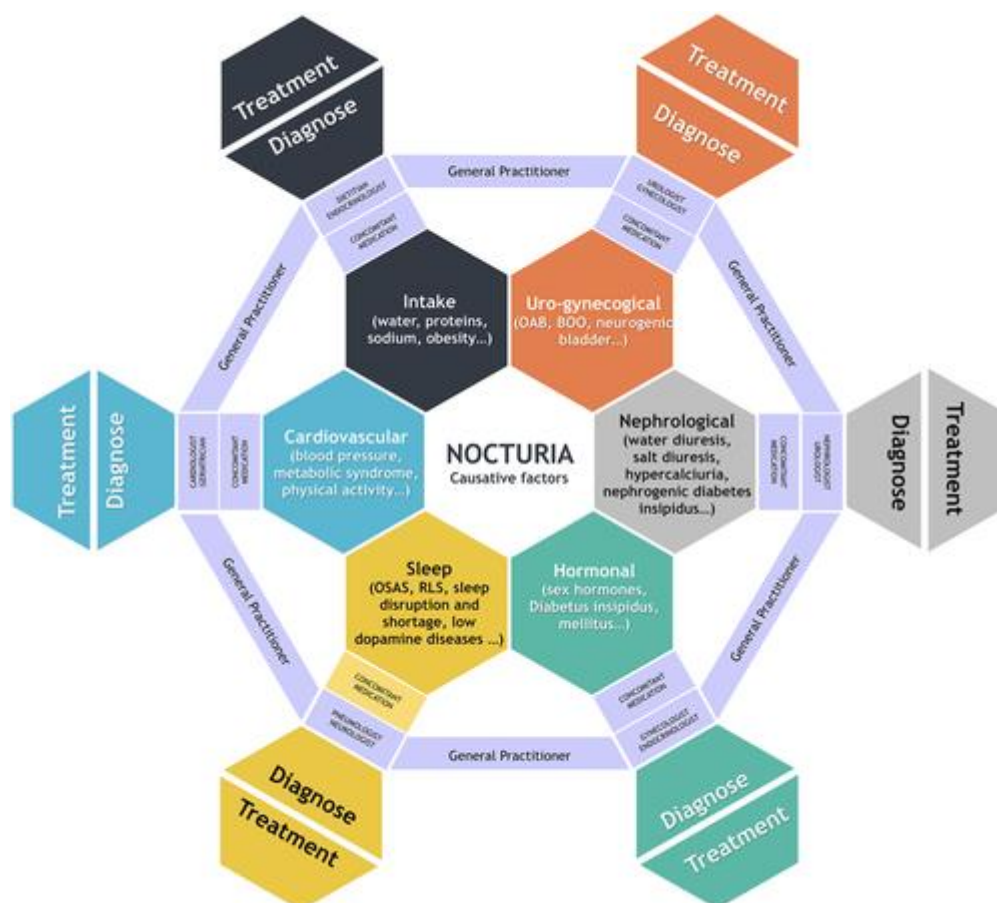 Treatment
Diagnose
Treatment
Diagnose
General Practitioner
DIETITIAN
ENDOCRINOLOGIST
CONCOMITANT
MEDICATION
UROLOGIST
GYNECOLOGIST
CONCOMITANT
MEDICATION
General Practitioner
General Practitioner
Intake
(water, proteins,
sodium, obesity...)
Uro-gynecogical
(OAB, BOO, neurogenic
bladder...)
Treatment
Diagnose
CARDIOLOGIST
GERIATRICIAN
CONCOMITANT
MEDICATION
Cardiovascular
(blood pressure,
metabolic syndrome,
physical activity...)
NOCTURIA
Causative factors
Nephrological
(water diuresis,
salt diuresis,
hypercalciuria,
nephrogenic diabetes
insipidus...)
CONCOMITANT
MEDICATION
NEPHROLOGIST
UROLOGIST
Diagnose
Treatment
Sleep
(OSAS, RLS, sleep
disruption and
shortage, low
dopamine diseases ...)
Hormonal
(sex hormones,
Diabetus insipidus,
mellitus...)
General Practitioner
General Practitioner
CONCOMITANT
MEDICATION
PNEUMOLOGIST
NEUROLOGIST
CONCOMITANT
MEDICATION
GYNECOLOGIST
ENDOCRINOLOGIST
General Practitioner
Diagnose
Treatment
Diagnose
Treatment